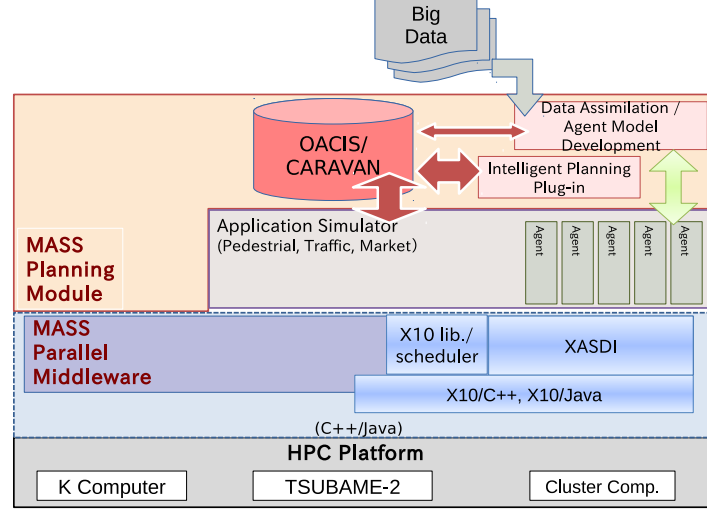 Big
Data
Data Assimilation /
Agent Model
Development
OACIS/
CARAVAN
Intelligent Planning
Plug-in
Application Simulator
(Pedestrial, Traffic, Market)
Agent
Agent
Agent
Agent
Agent
MASS
Planning
Module
MASS
Parallel
Middleware
X10 lib./
scheduler
XASDI
X10/C++, X10/Java
(C++/Java)
HPC Platform
K Computer
TSUBAME-2
Cluster Comp.